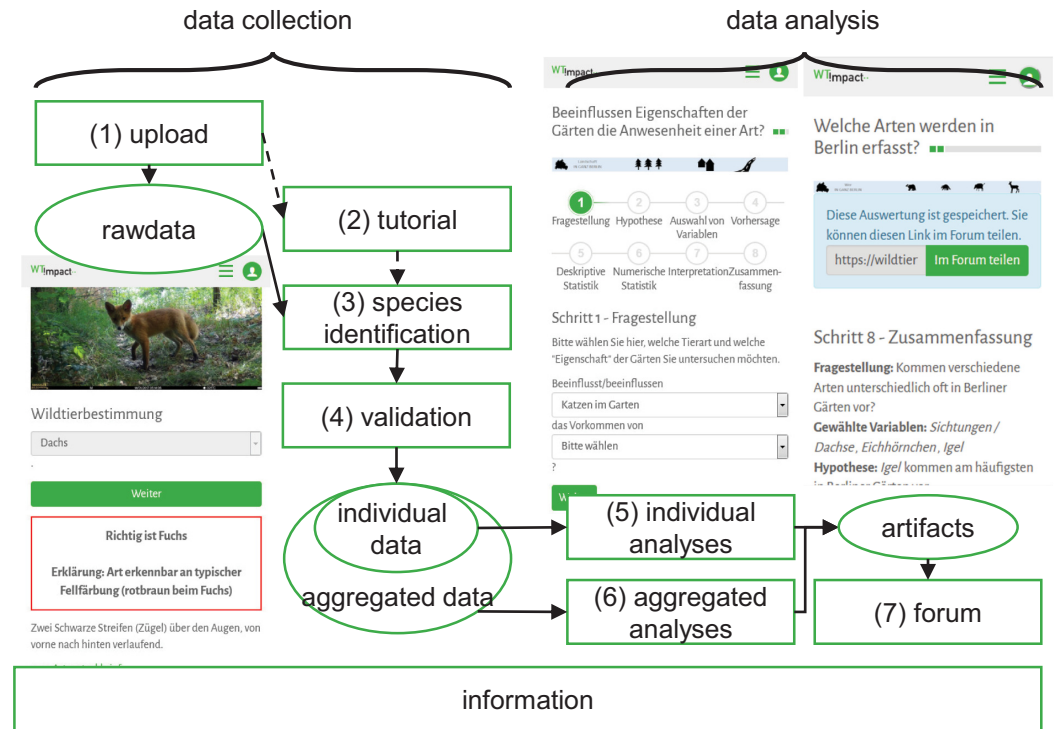 data collection
data analysis
(1) upload
rawdata
(2) tutorial
(3) species
identification
(4) validation
individual
data
aggregated data
WTimpact
Wildtierbestimmung
Dachs
Weiter
Richtig ist Fuchs
Erklärung: Art erkennbar an typischer
Fellfärbung (rotbraun beim Fuchs)
Zwei Schwarze Streifen (Zügel) über den Augen, von
vorne nach hinten verlaufend.
WTimpact
Beeinflussen Eigenschaften der
Gärten die Anwesenheit einer Art?
1 2 3 4
Fragestellung Hypothese Auswahl von Vorhersage
Variablen
5 6 7 8
Deskriptive Numerische Interpretation Zusammen-
Statistik Statistik fassung
Schritt 1 - Fragestellung
Bitte wählen Sie hier, welche Tierart und welche
"Eigenschaft" der Gärten Sie untersuchen möchten.
Beeinflusst/beeinflussen
Katzen im Garten
das Vorkommen von
Bitte wählen
?
WTimpact
Welche Arten werden in
Berlin erfasst?
Diese Auswertung ist gespeichert. Sie
können diesen Link im Forum teilen.
https://wildtier Im Forum teilen
Schritt 8 - Zusammenfassung
Fragestellung: Kommen verschiedene
Arten unterschiedlich oft in Berliner
Gärten vor?
Gewählte Variablen: Sichtungen /
Dachse, Eichhörnchen, Igel
Hypothese: Igel kommen am häufigsten
in Berliner Gärten vor
(5) individual
analyses
(6) aggregated
analyses
artifacts
(7) forum
information